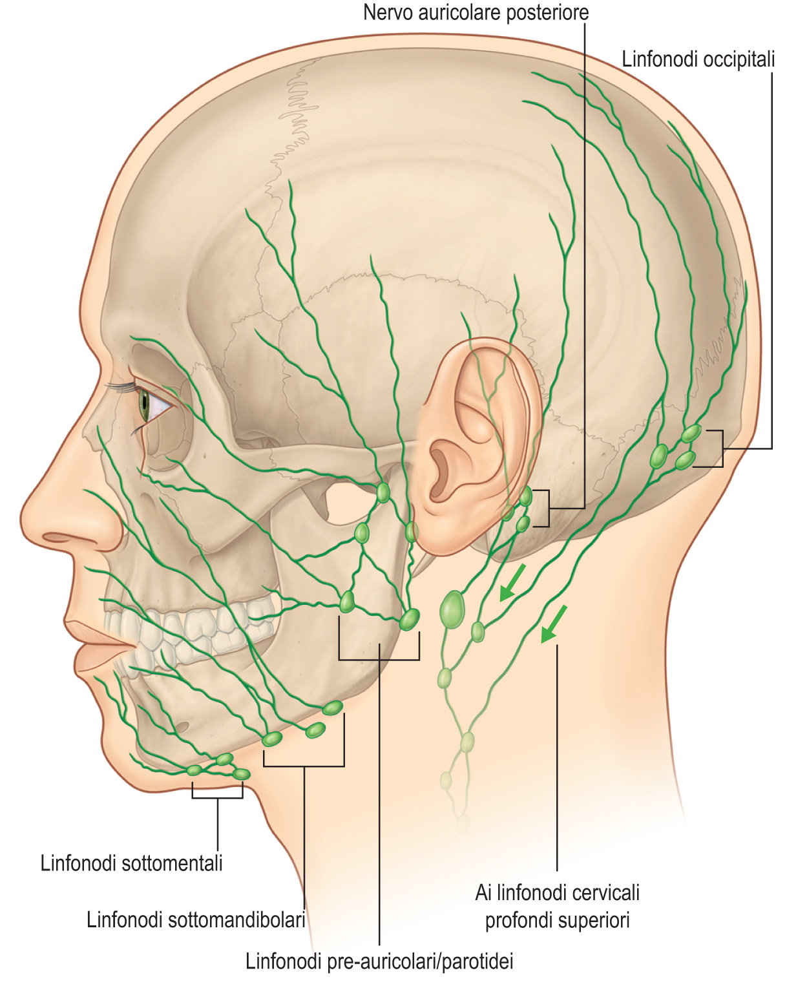 Nervo auricolare posteriore
Linfonodi occipitali
Linfonodi sottomentali
Linfonodi sottomandibolari
Linfonodi pre-auricolari/parotidei
Ai linfonodi cervicali
profondi superiori